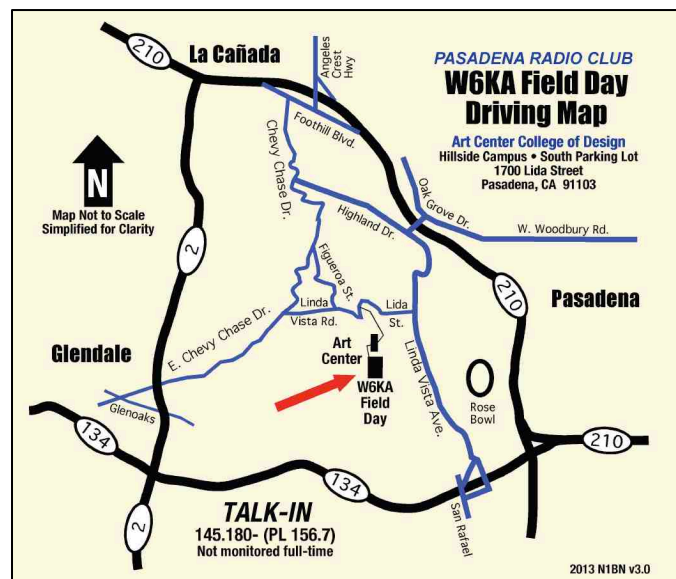 210
La Cañada
Angeles
Crest
Hwy
PASADENA RADIO CLUB
W6KA Field Day
Driving Map
Art Center College of Design
Hillside Campus • South Parking Lot
1700 Lida Street
Pasadena, CA 91103
Foothill Blvd.
N
Map Not to Scale
Simplified for Clarity
Chevy Chase Dr.
Oak Grove Dr.
Highland Dr.
W. Woodbury Rd.
2
Figueroa St.
210
Pasadena
Linda
Vista Rd.
Lida
St.
E. Chevy Chase Dr.
Art
Center
Glendale
W6KA
Field
Day
Linda Vista Ave.
Rose
Bowl
Glenoaks
134
210
134
San Rafael
2
TALK-IN
145.180- (PL 156.7)
Not monitored full-time
2013 N1BN v3.0